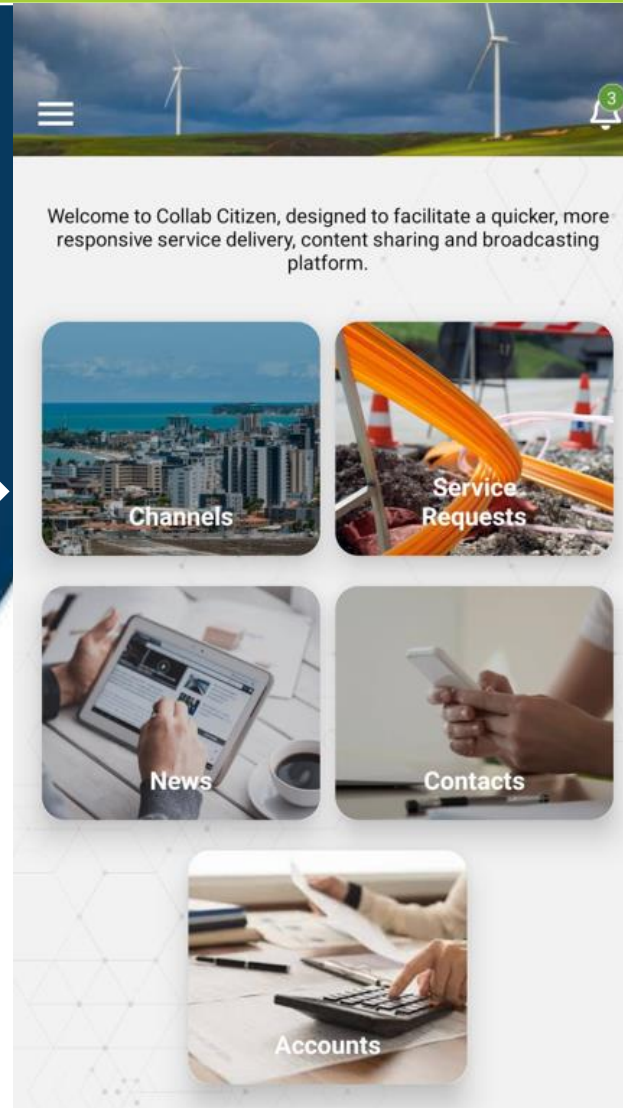 3
Welcome to Collab Citizen, designed to facilitate a quicker, more
responsive service delivery, content sharing and broadcasting
platform.
Channels
Service
Requests
News
Contacts
Accounts